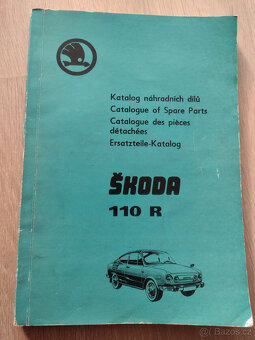 Katalog náhradních dílů
Catalogue of Spare Parts
Catalogue des pièces
détachées
Ersatzteile-Katalog
ŠKODA
110 R